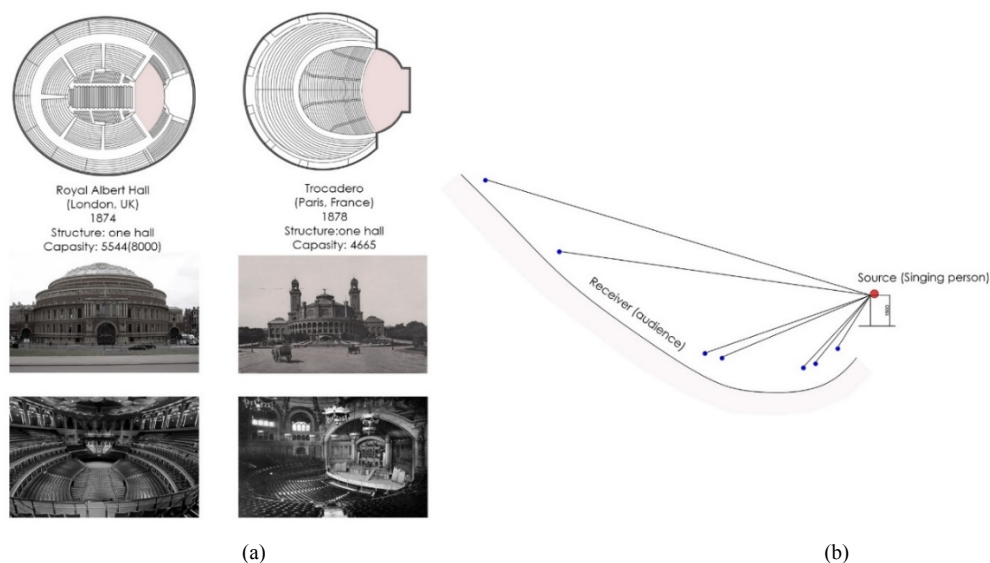 Royal Albert Hall
(London, UK)
1874
Structure: one hall
Capasity: 5544(8000)
Trocadero
(Paris, France)
1878
Structure:one hall
Capasity: 4665
Source (Singing person)
Receiver (audience)
(a)
(b)